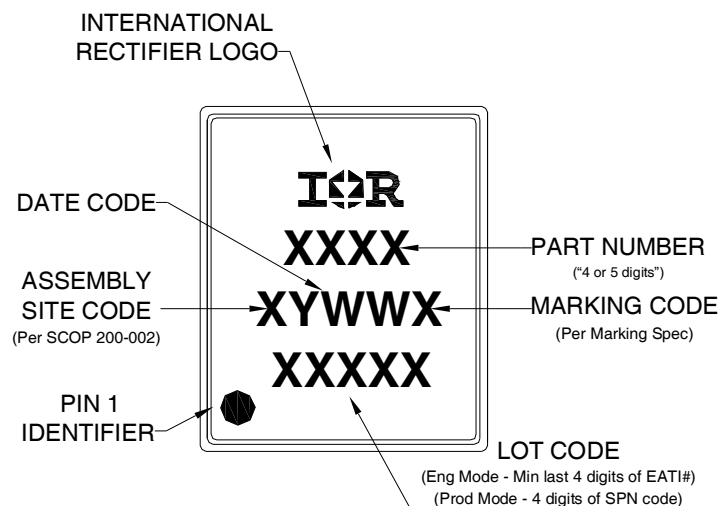 INTERNATIONAL
RECTIFIER LOGO
IOR
DATE CODE
XXXX
PART NUMBER
(“4 or 5 digits”)
ASSEMBLY
SITE CODE
(Per SCOP 200-002)
XYWWX
MARKING CODE
(Per Marking Spec)
XXXXX
PIN 1
IDENTIFIER
LOT CODE
(Eng Mode - Min last 4 digits of EATI#)
(Prod Mode - 4 digits of SPN code)